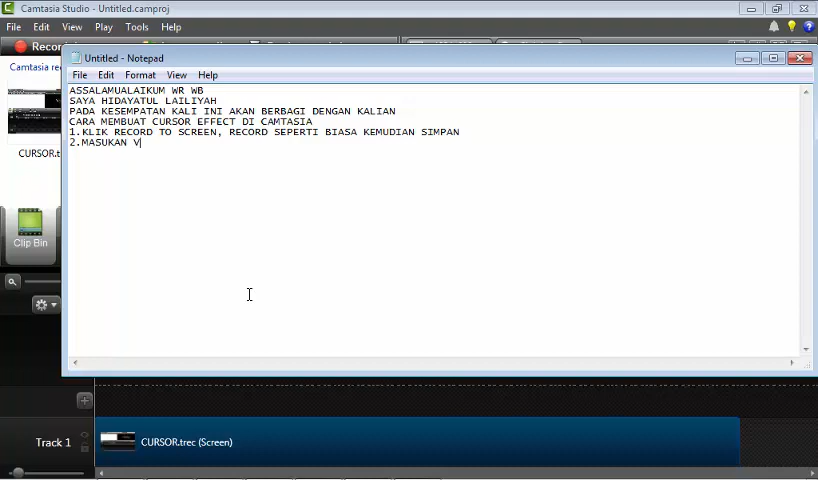 Camtasia Studio - Untitled.camproj
File Edit View Play Tools Help
Record
Untitled - Notepad
Camtasia
File Edit Format View Help
ASSALAMUALAIKUM WR WB
SAYA HIDAYATUL LAILIYAH
PADA KESEMPATAN KALI INI AKAN BERBAGI DENGAN KALIAN
CARA MEMBUAT CURSOR EFFECT DI CAMTASIA
1.KLIK RECORD TO SCREEN, RECORD SEPERTI BIASA KEMUDIAN SIMPAN
2.MASUKAN V
CURSOR.t
Clip Bin
Track 1
CURSOR.trec (Screen)